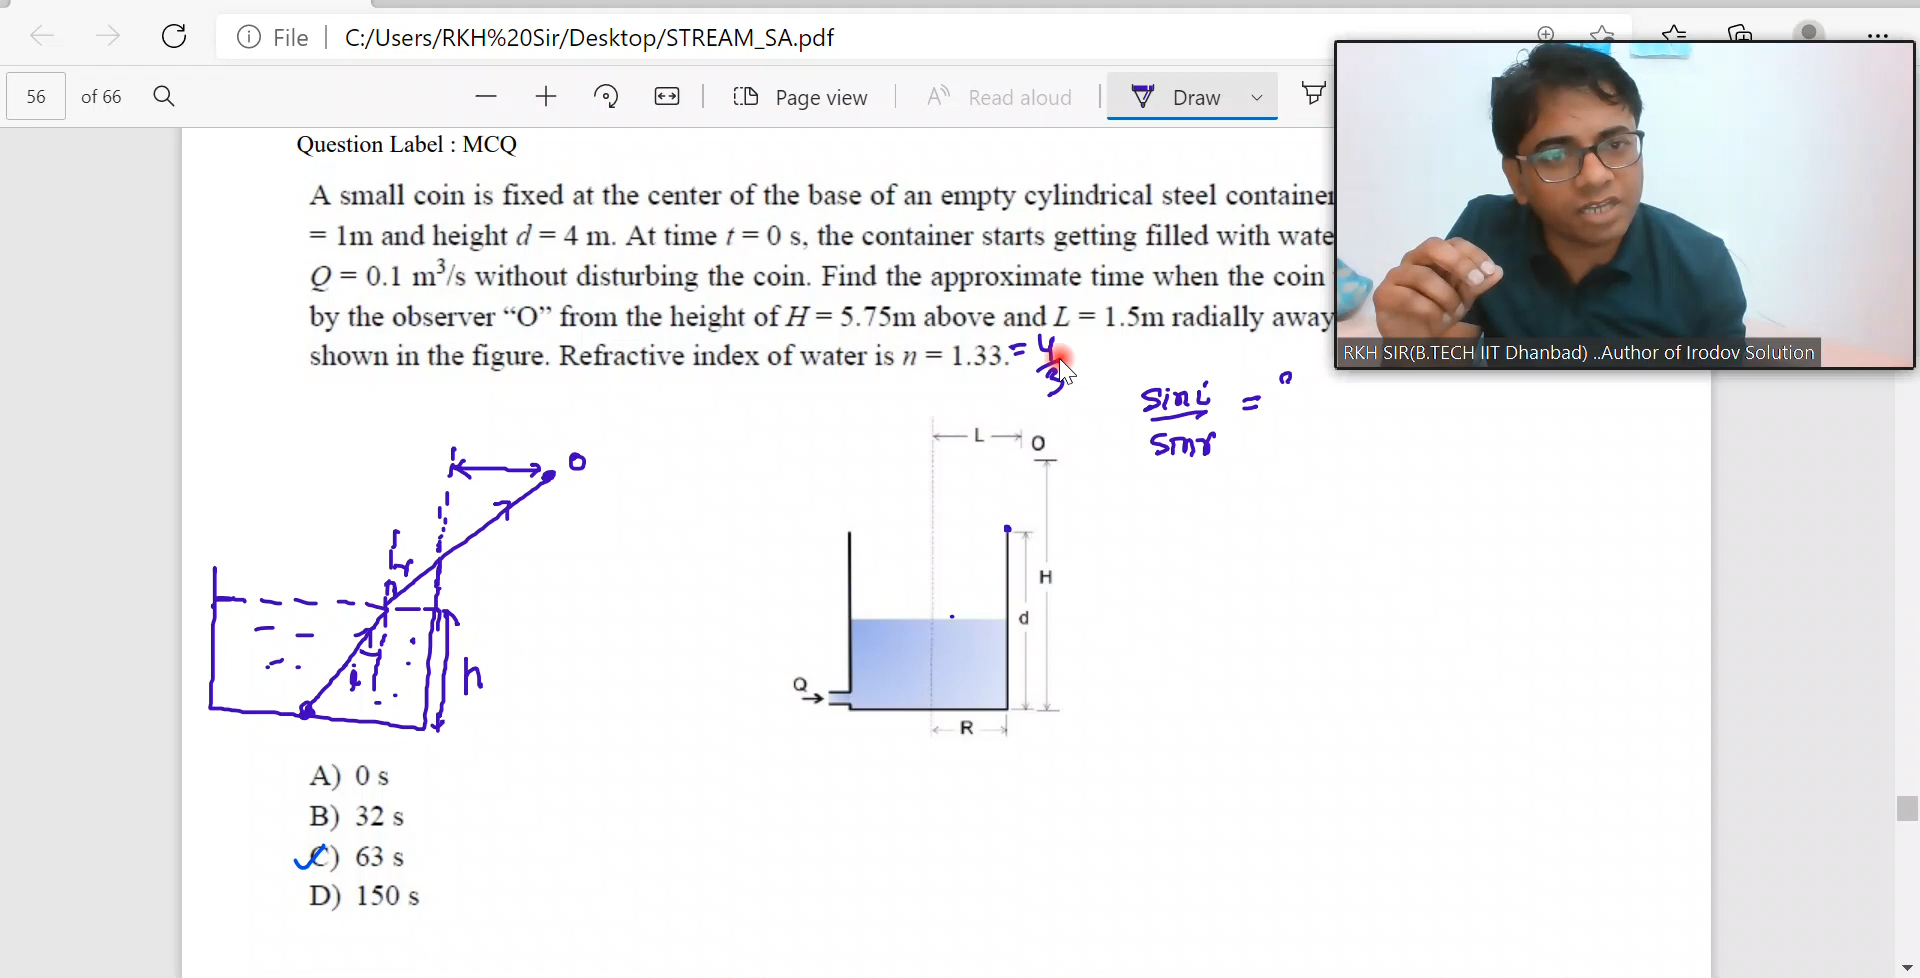 File | C:/Users/RKH%20Sir/Desktop/STREAM_SA.pdf
56 of 66 Page view Read aloud Draw
Question Label : MCQ
A small coin is fixed at the center of the base of an empty cylindrical steel container
= 1m and height d = 4 m. At time t = 0 s, the container starts getting filled with wate
Q = 0.1 m³/s without disturbing the coin. Find the approximate time when the coin
by the observer “O” from the height of H = 5.75m above and L = 1.5m radially away
shown in the figure. Refractive index of water is n = 1.33. = 4/3
RKH SIR(B.TECH IIT Dhanbad) ..Author of Irodov Solution
sin i / sin r =
L O
O
H
d
r
i
h
Q
R
A) 0 s
B) 32 s
C) 63 s
D) 150 s